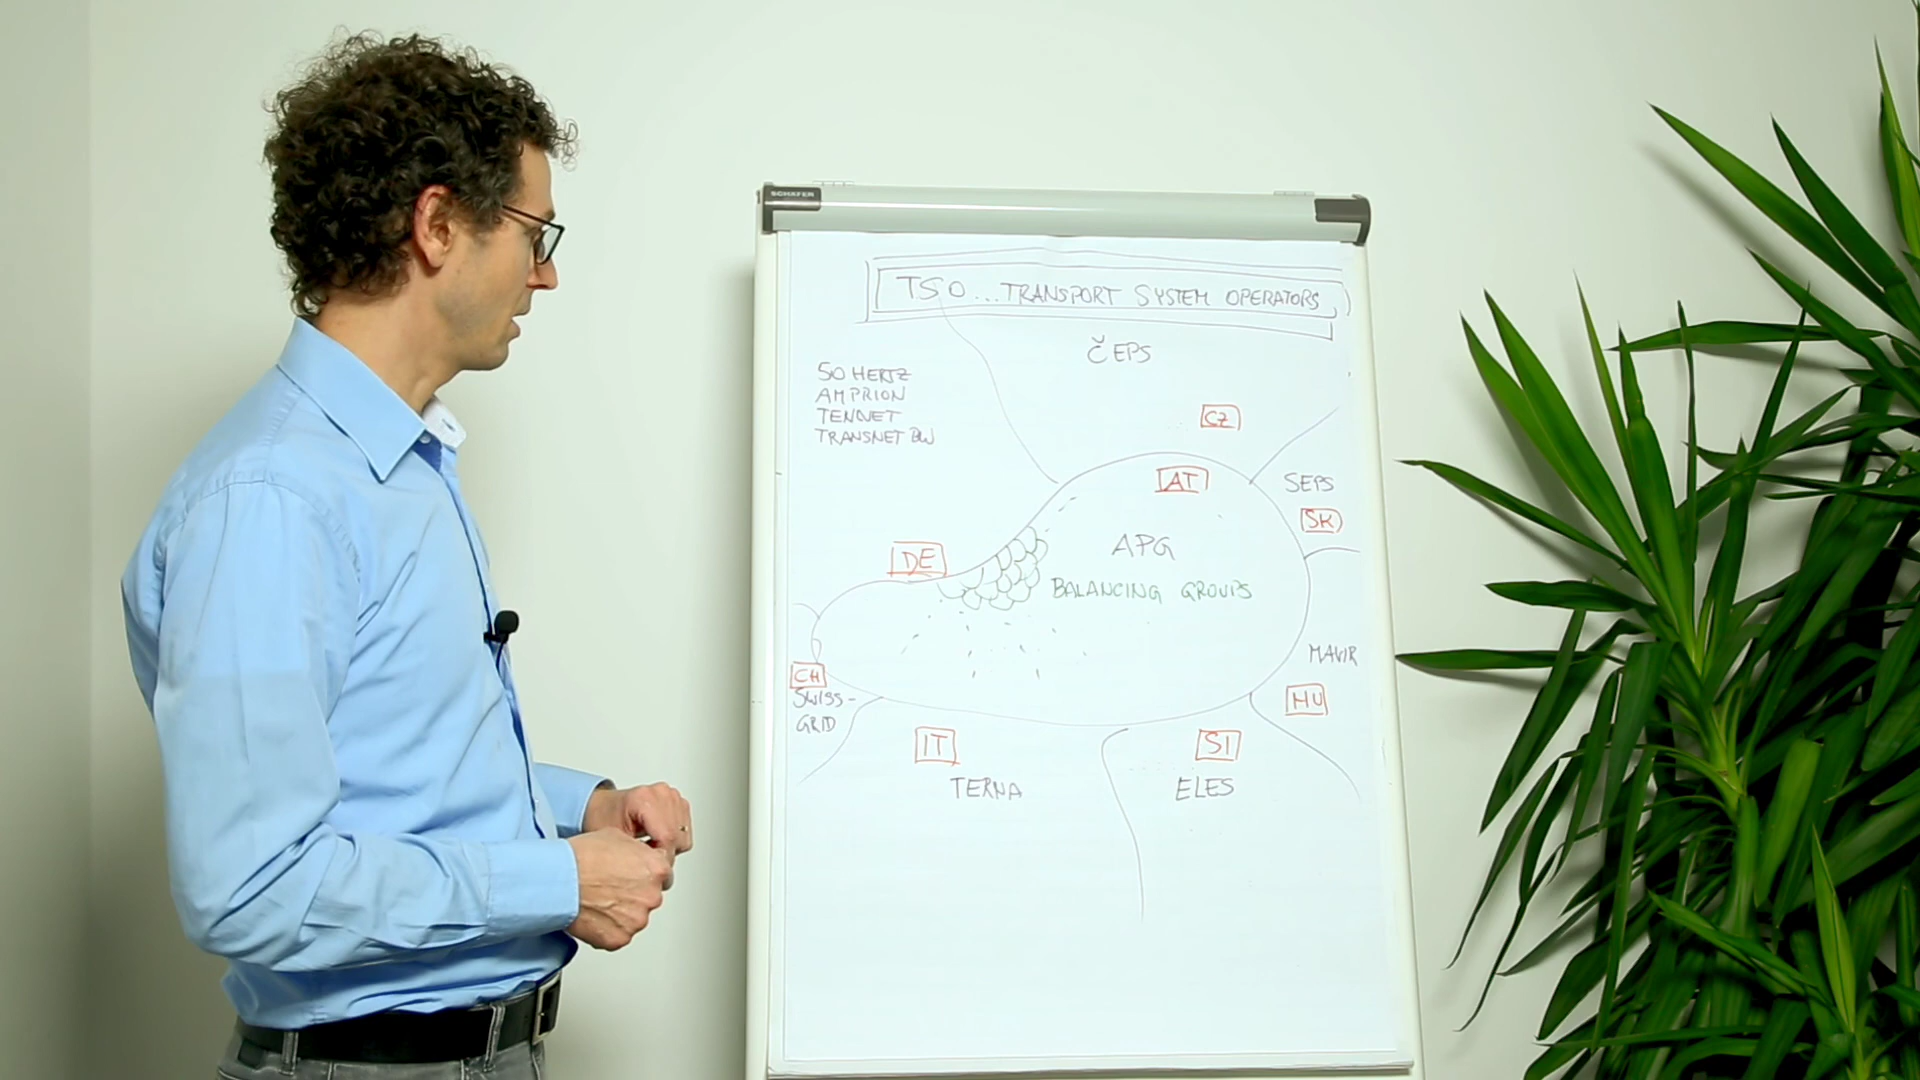 SCHÄFER
TSO...TRANSPORT SYSTEM OPERATORS
ČEPS
50 HERTZ
AMPRION
TENNET
TRANSNET BW
CZ
AT
SEPS
SK
DE
APG
BALANCING GROUPS
MAVIR
CH
SWISS-
GRID
HU
IT
SI
TERNA
ELES